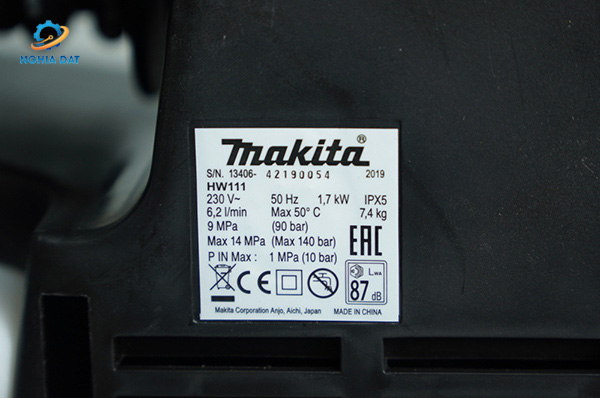 NGHIA DAT
makita®
S/N. 13406- 42190054 2019
HW111
230 V~ 50 Hz 1,7 kW IPX5
6,2 l/min Max 50° C 7,4 kg
9 MPa (90 bar)
Max 14 MPa (Max 140 bar)
P IN Max : 1 MPa (10 bar)
EAC
CE
LWA
87 dB
Makita Corporation Anjo, Aichi, Japan MADE IN CHINA